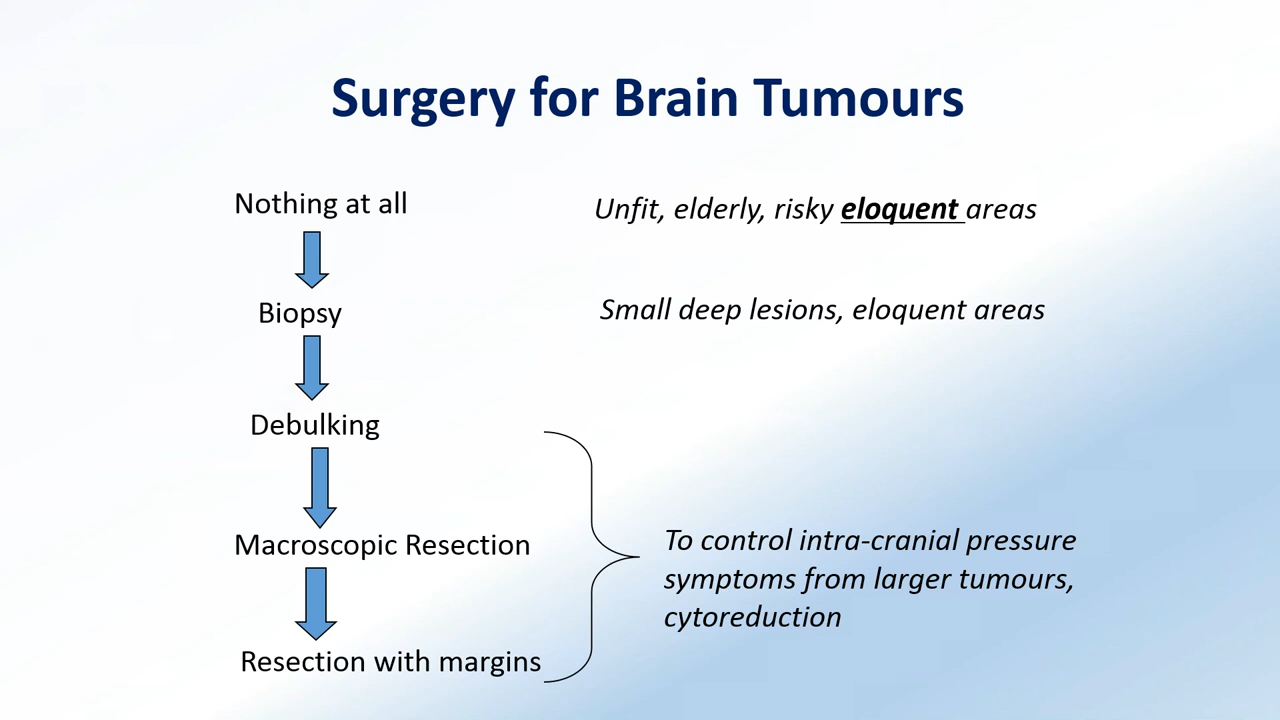 Surgery for Brain Tumours
Nothing at all
Unfit, elderly, risky eloquent areas
Biopsy
Small deep lesions, eloquent areas
Debulking
Macroscopic Resection
To control intra-cranial pressure
symptoms from larger tumours,
cytoreduction
Resection with margins